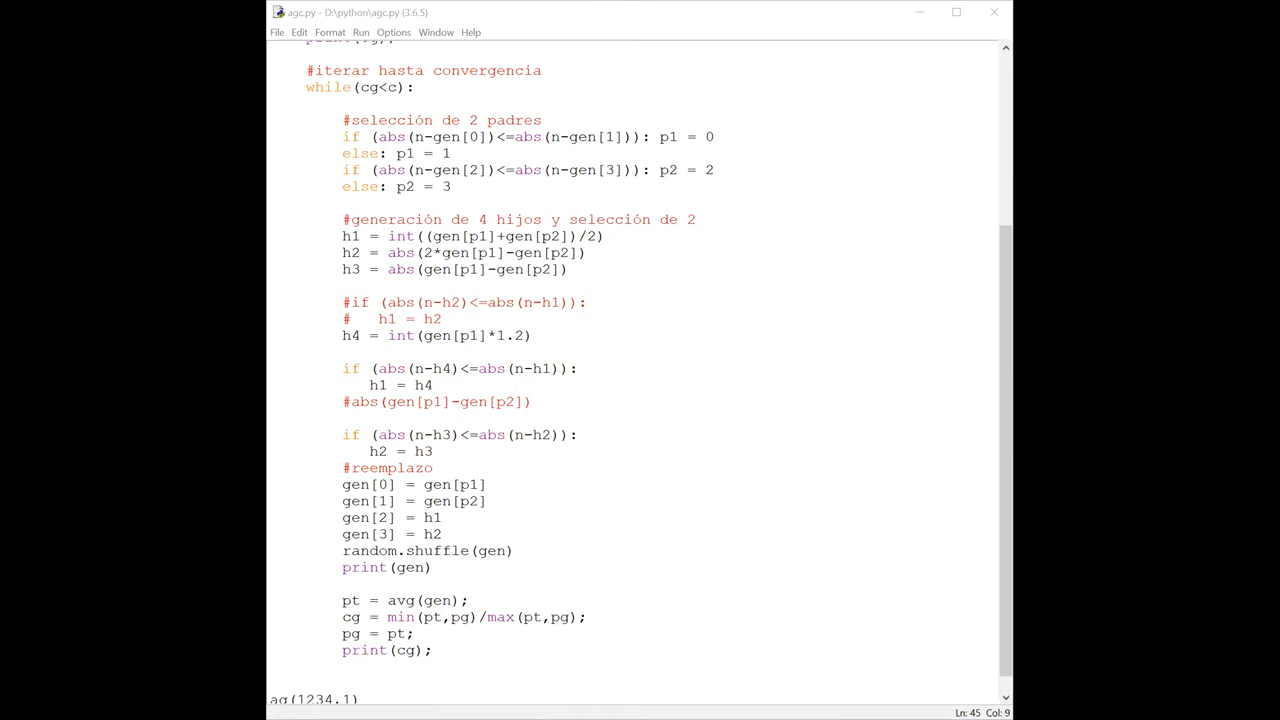 agc.py - D:\python\agc.py (3.6.5)
File Edit Format Run Options Window Help
#iterar hasta convergencia
while(cg<c):
#selección de 2 padres
if (abs(n-gen[0])<=abs(n-gen[1])): p1 = 0
else: p1 = 1
if (abs(n-gen[2])<=abs(n-gen[3])): p2 = 2
else: p2 = 3
#generación de 4 hijos y selección de 2
h1 = int((gen[p1]+gen[p2])/2)
h2 = abs(2*gen[p1]-gen[p2])
h3 = abs(gen[p1]-gen[p2])
#if (abs(n-h2)<=abs(n-h1)):
#   h1 = h2
h4 = int(gen[p1]*1.2)
if (abs(n-h4)<=abs(n-h1)):
h1 = h4
#abs(gen[p1]-gen[p2])
if (abs(n-h3)<=abs(n-h2)):
h2 = h3
#reemplazo
gen[0] = gen[p1]
gen[1] = gen[p2]
gen[2] = h1
gen[3] = h2
random.shuffle(gen)
print(gen)
pt = avg(gen);
cg = min(pt,pg)/max(pt,pg);
pg = pt;
print(cg);
ag(1234,1)
Ln: 45 Col: 9